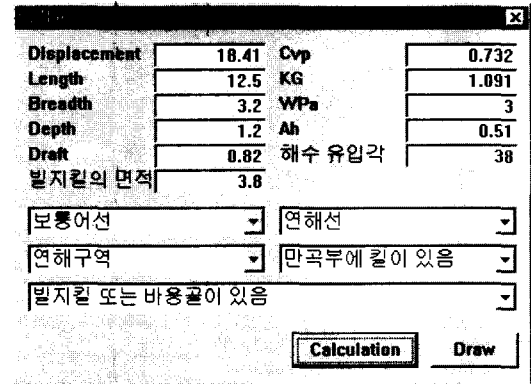 Displacement 18.41 Cvp 0.732
Length 12.5 KG 1.091
Breadth 3.2 WPa 3
Depth 1.2 Ah 0.51
Draft 0.82 해수 유입각 38
빌지킬의 면적 3.8
보통어선 연해선
연해구역 만곡부에 킬이 있음
빌지킬 또는 바용골이 있음
Calculation Draw